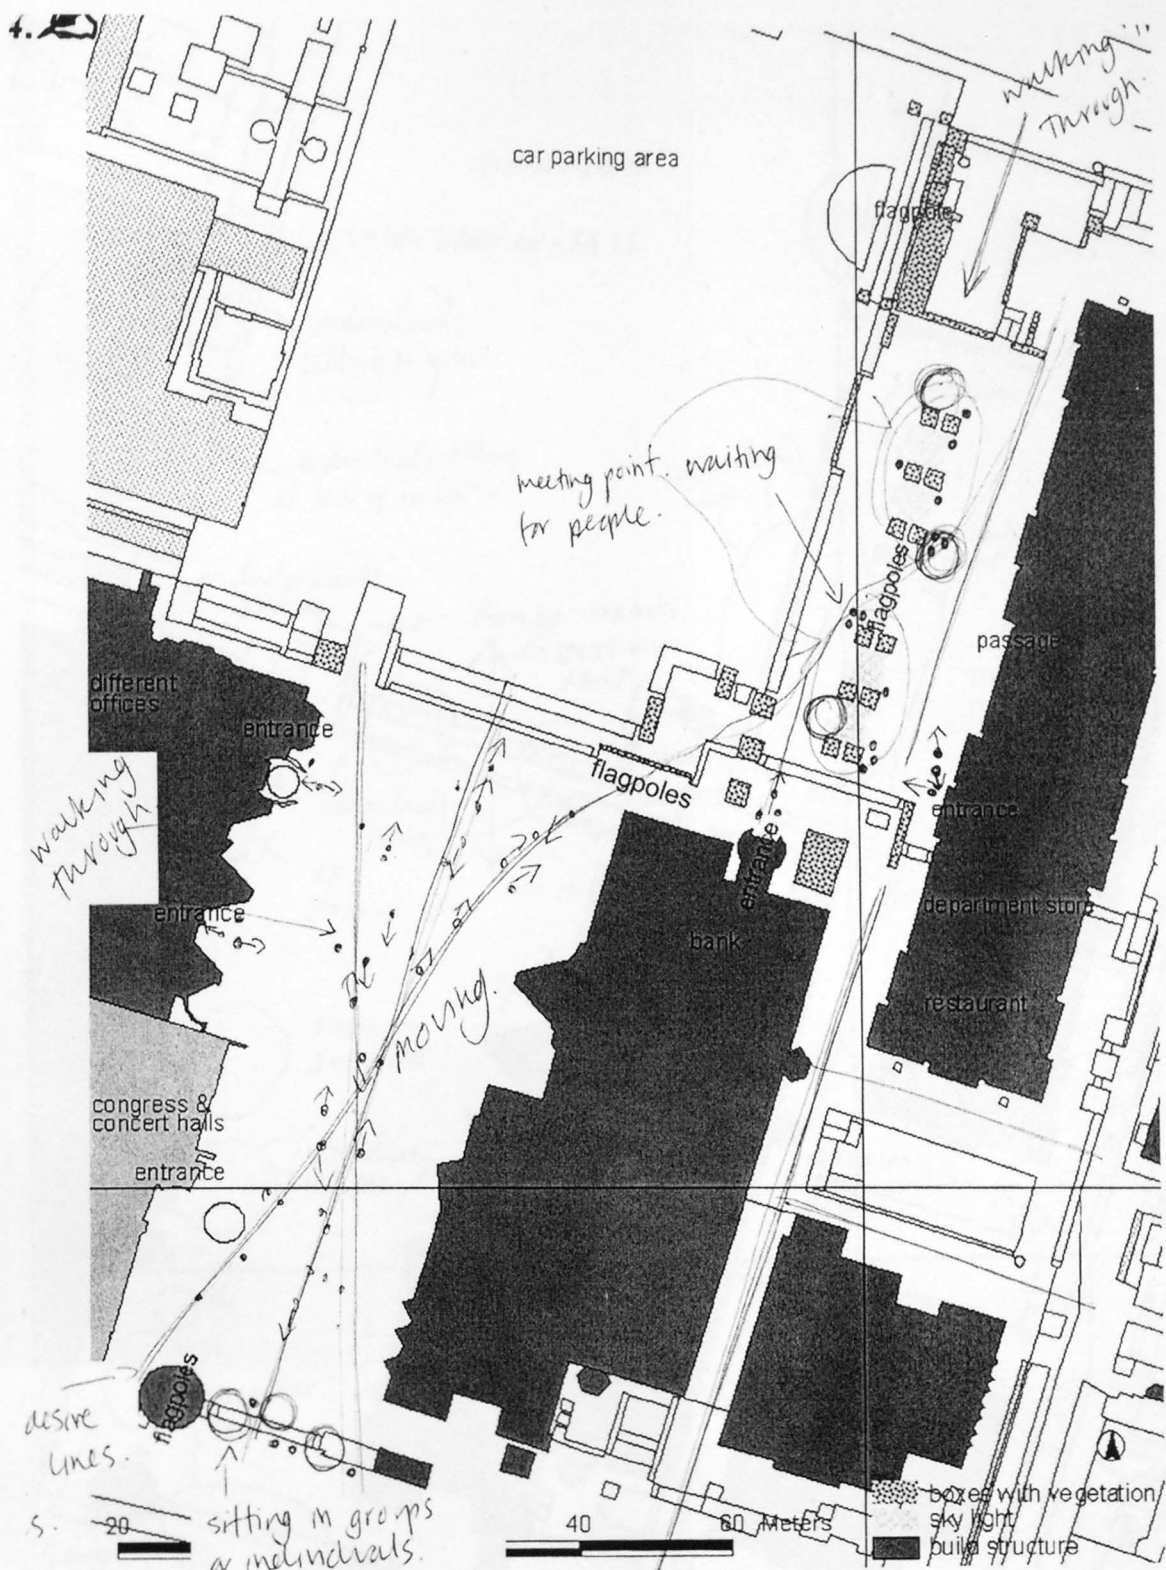 4.
walking
through.
car parking area
flagpole
meeting point. waiting
for people.
flagpoles
passage
different
offices
entrance
flagpoles
walking
through
entrance
entrance
entrance
department store
bank
restaurant
moving.
congress &
concert halls
entrance
flagpoles
desire
lines.
s.
sitting in groups
or individuals.
20
40
80 Meters
boxes with vegetation
sky light
build structure